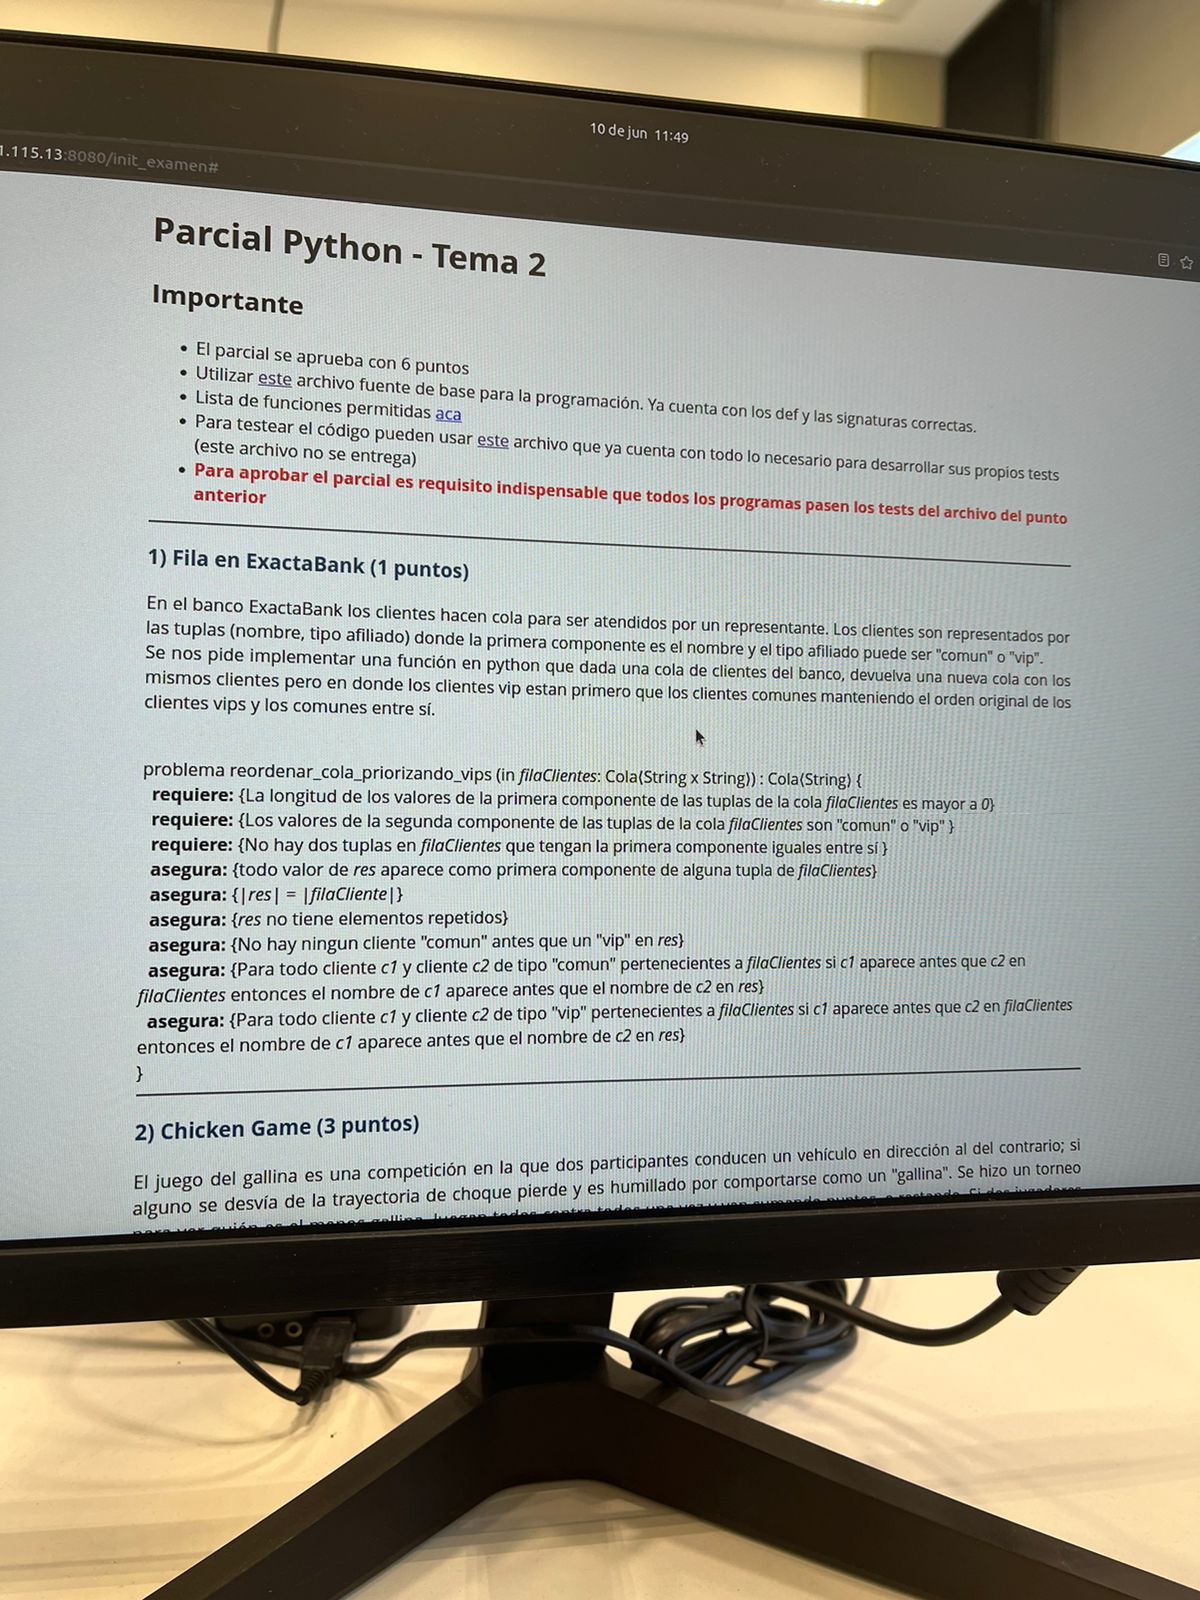 10 de jun 11:49
1.115.13:8080/init_examen#
Parcial Python - Tema 2
Importante
• El parcial se aprueba con 6 puntos
• Utilizar este archivo fuente de base para la programación. Ya cuenta con los def y las signaturas correctas.
• Lista de funciones permitidas aca
• Para testear el código pueden usar este archivo que ya cuenta con todo lo necesario para desarrollar sus propios tests
(este archivo no se entrega)
• Para aprobar el parcial es requisito indispensable que todos los programas pasen los tests del archivo del punto
anterior
1) Fila en ExactaBank (1 puntos)
En el banco ExactaBank los clientes hacen cola para ser atendidos por un representante. Los clientes son representados por
las tuplas (nombre, tipo afiliado) donde la primera componente es el nombre y el tipo afiliado puede ser "comun" o "vip".
Se nos pide implementar una función en python que dada una cola de clientes del banco, devuelva una nueva cola con los
mismos clientes pero en donde los clientes vip estan primero que los clientes comunes manteniendo el orden original de los
clientes vips y los comunes entre sí.
problema reordenar_cola_priorizando_vips (in filaClientes: Cola(String x String)) : Cola(String) {
requiere: {La longitud de los valores de la primera componente de las tuplas de la cola filaClientes es mayor a 0}
requiere: {Los valores de la segunda componente de las tuplas de la cola filaClientes son "comun" o "vip" }
requiere: {No hay dos tuplas en filaClientes que tengan la primera componente iguales entre sí }
asegura: {todo valor de res aparece como primera componente de alguna tupla de filaClientes}
asegura: {|res| = |filaCliente|}
asegura: {res no tiene elementos repetidos}
asegura: {No hay ningun cliente "comun" antes que un "vip" en res}
asegura: {Para todo cliente c1 y cliente c2 de tipo "comun" pertenecientes a filaClientes si c1 aparece antes que c2 en
filaClientes entonces el nombre de c1 aparece antes que el nombre de c2 en res}
asegura: {Para todo cliente c1 y cliente c2 de tipo "vip" pertenecientes a filaClientes si c1 aparece antes que c2 en filaClientes
entonces el nombre de c1 aparece antes que el nombre de c2 en res}
}
2) Chicken Game (3 puntos)
El juego del gallina es una competición en la que dos participantes conducen un vehículo en dirección al del contrario; si
alguno se desvía de la trayectoria de choque pierde y es humillado por comportarse como un "gallina". Se hizo un torneo